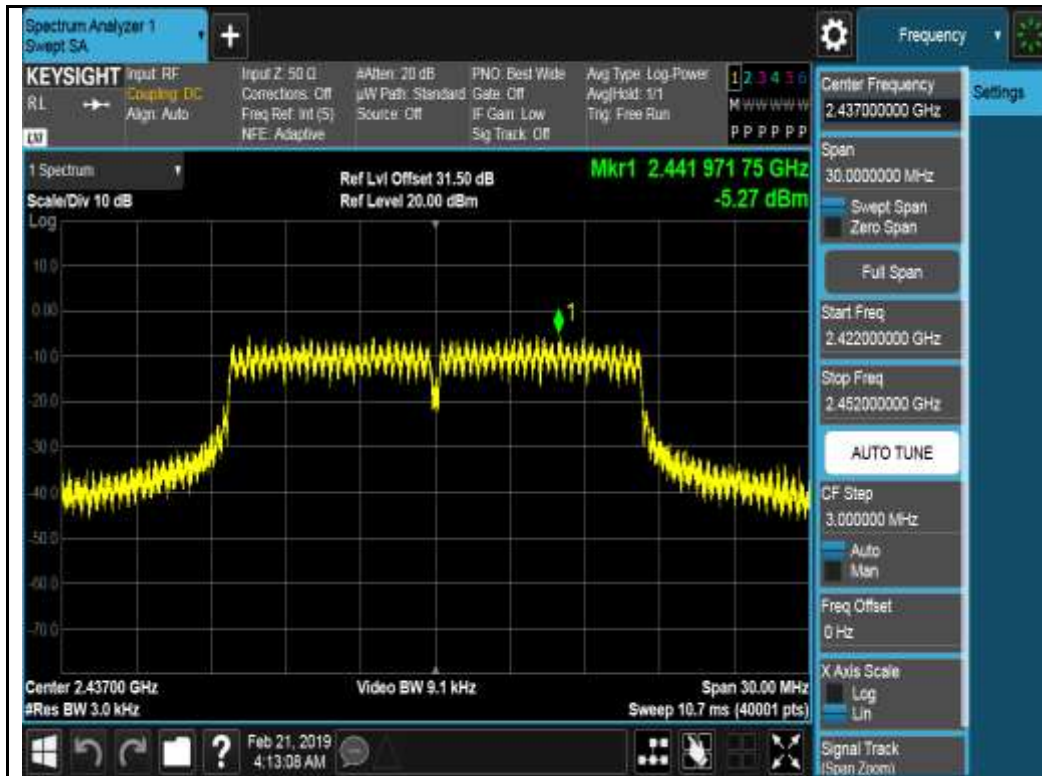 Spectrum Analyzer 1
Swept SA
+
Frequency
KEYSIGHT
RL
Input: RF
Coupling: DC
Align: Auto
Input Z: 50 Ω
Corrections: Off
Freq Ref: Int (S)
NFE: Adaptive
#Atten: 20 dB
µW Path: Standard
Source: Off
PNO: Best Wide
Gate: Off
IF Gain: Low
Sig Track: Off
Avg Type: Log-Power
Avg|Hold: 1/1
Trig: Free Run
1 2 3 4 5 6
M W W W W W
P P P P P P
1 Spectrum
Scale/Div 10 dB
Log
Ref Lvl Offset 31.50 dB
Ref Level 20.00 dBm
Mkr1 2.441 971 75 GHz
-5.27 dBm
10.0
0.00
-10.0
-20.0
-30.0
-40.0
-50.0
-60.0
-70.0
1
Center 2.43700 GHz
#Res BW 3.0 kHz
Video BW 9.1 kHz
Span 30.00 MHz
Sweep 10.7 ms (40001 pts)
Center Frequency
2.437000000 GHz
Settings
Span
30.0000000 MHz
Swept Span
Zero Span
Full Span
Start Freq
2.422000000 GHz
Stop Freq
2.452000000 GHz
AUTO TUNE
CF Step
3.000000 MHz
Auto
Man
Freq Offset
0 Hz
X Axis Scale
Log
Lin
Signal Track
(Span Zoom)
?
Feb 21, 2019
4:13:08 AM